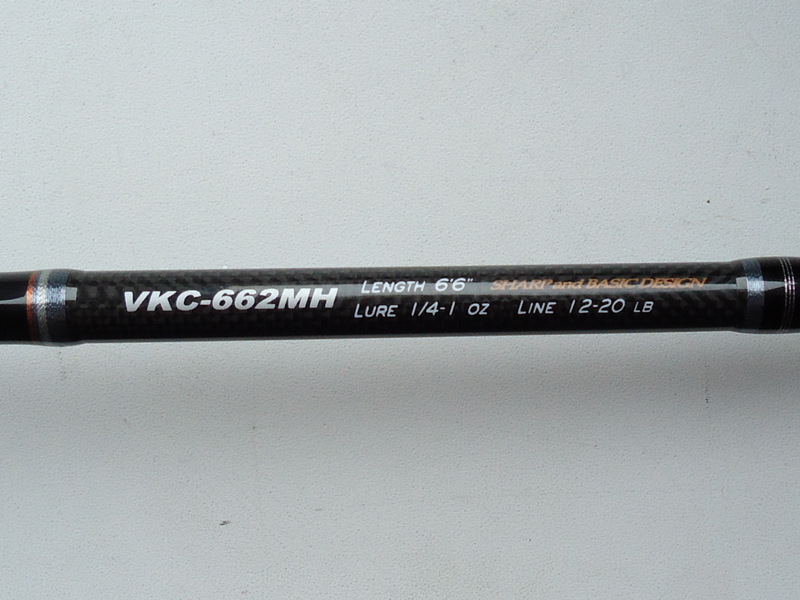 VKC-662MH
LENGTH 6'6" SHARP and BASIC DESIGN
LURE 1/4-1 OZ LINE 12-20 LB